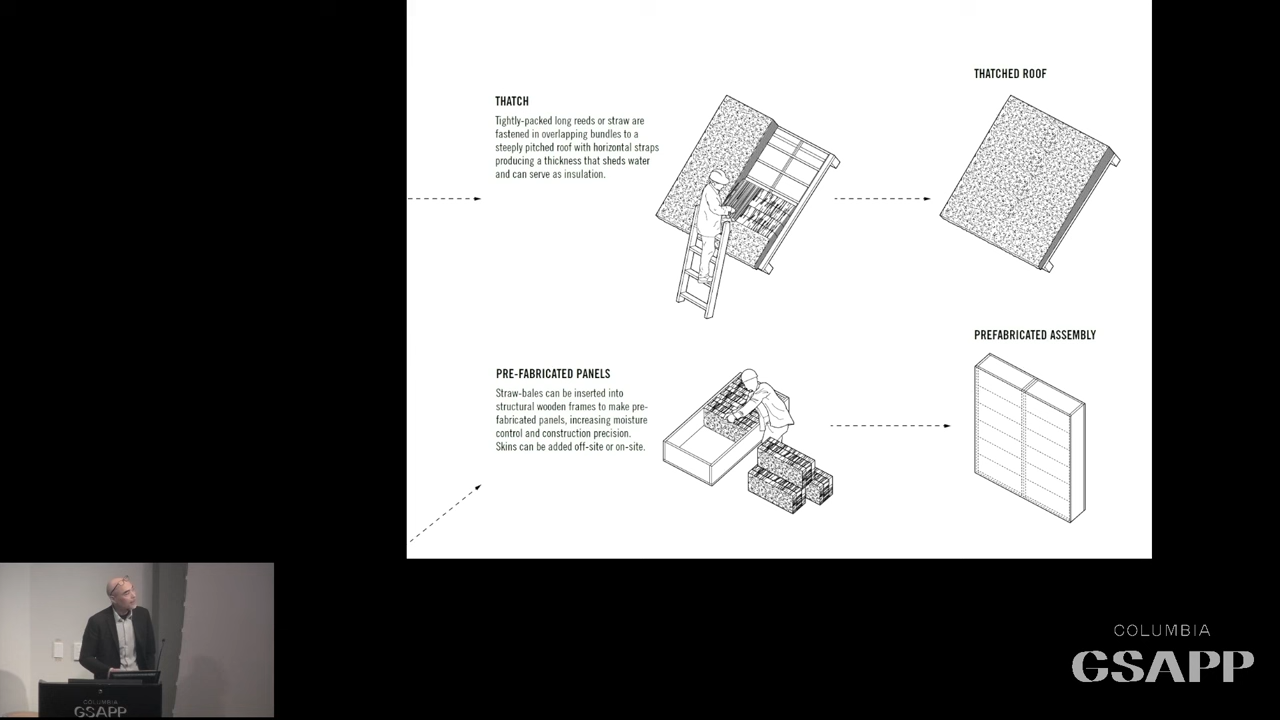 THATCH
Tightly-packed long reeds or straw are
fastened in overlapping bundles to a
steeply pitched roof with horizontal straps
producing a thickness that sheds water
and can serve as insulation.
THATCHED ROOF
PRE-FABRICATED PANELS
Straw-bales can be inserted into
structural wooden frames to make pre-
fabricated panels, increasing moisture
control and construction precision.
Skins can be added off-site or on-site.
PREFABRICATED ASSEMBLY
COLUMBIA
GSAPP
COLUMBIA
GSAPP